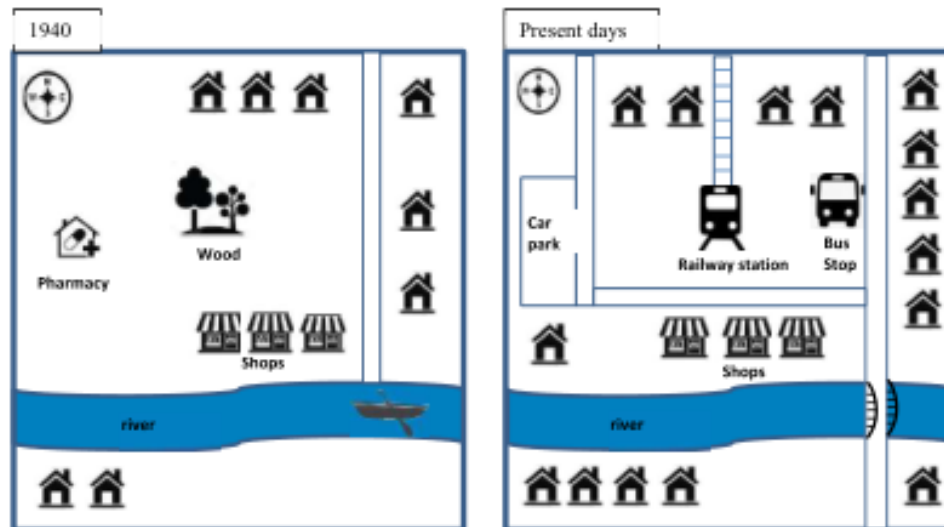 1940
Wood
Pharmacy
Shops
river
Present days
Car
park
Railway station
Bus
Stop
Shops
river